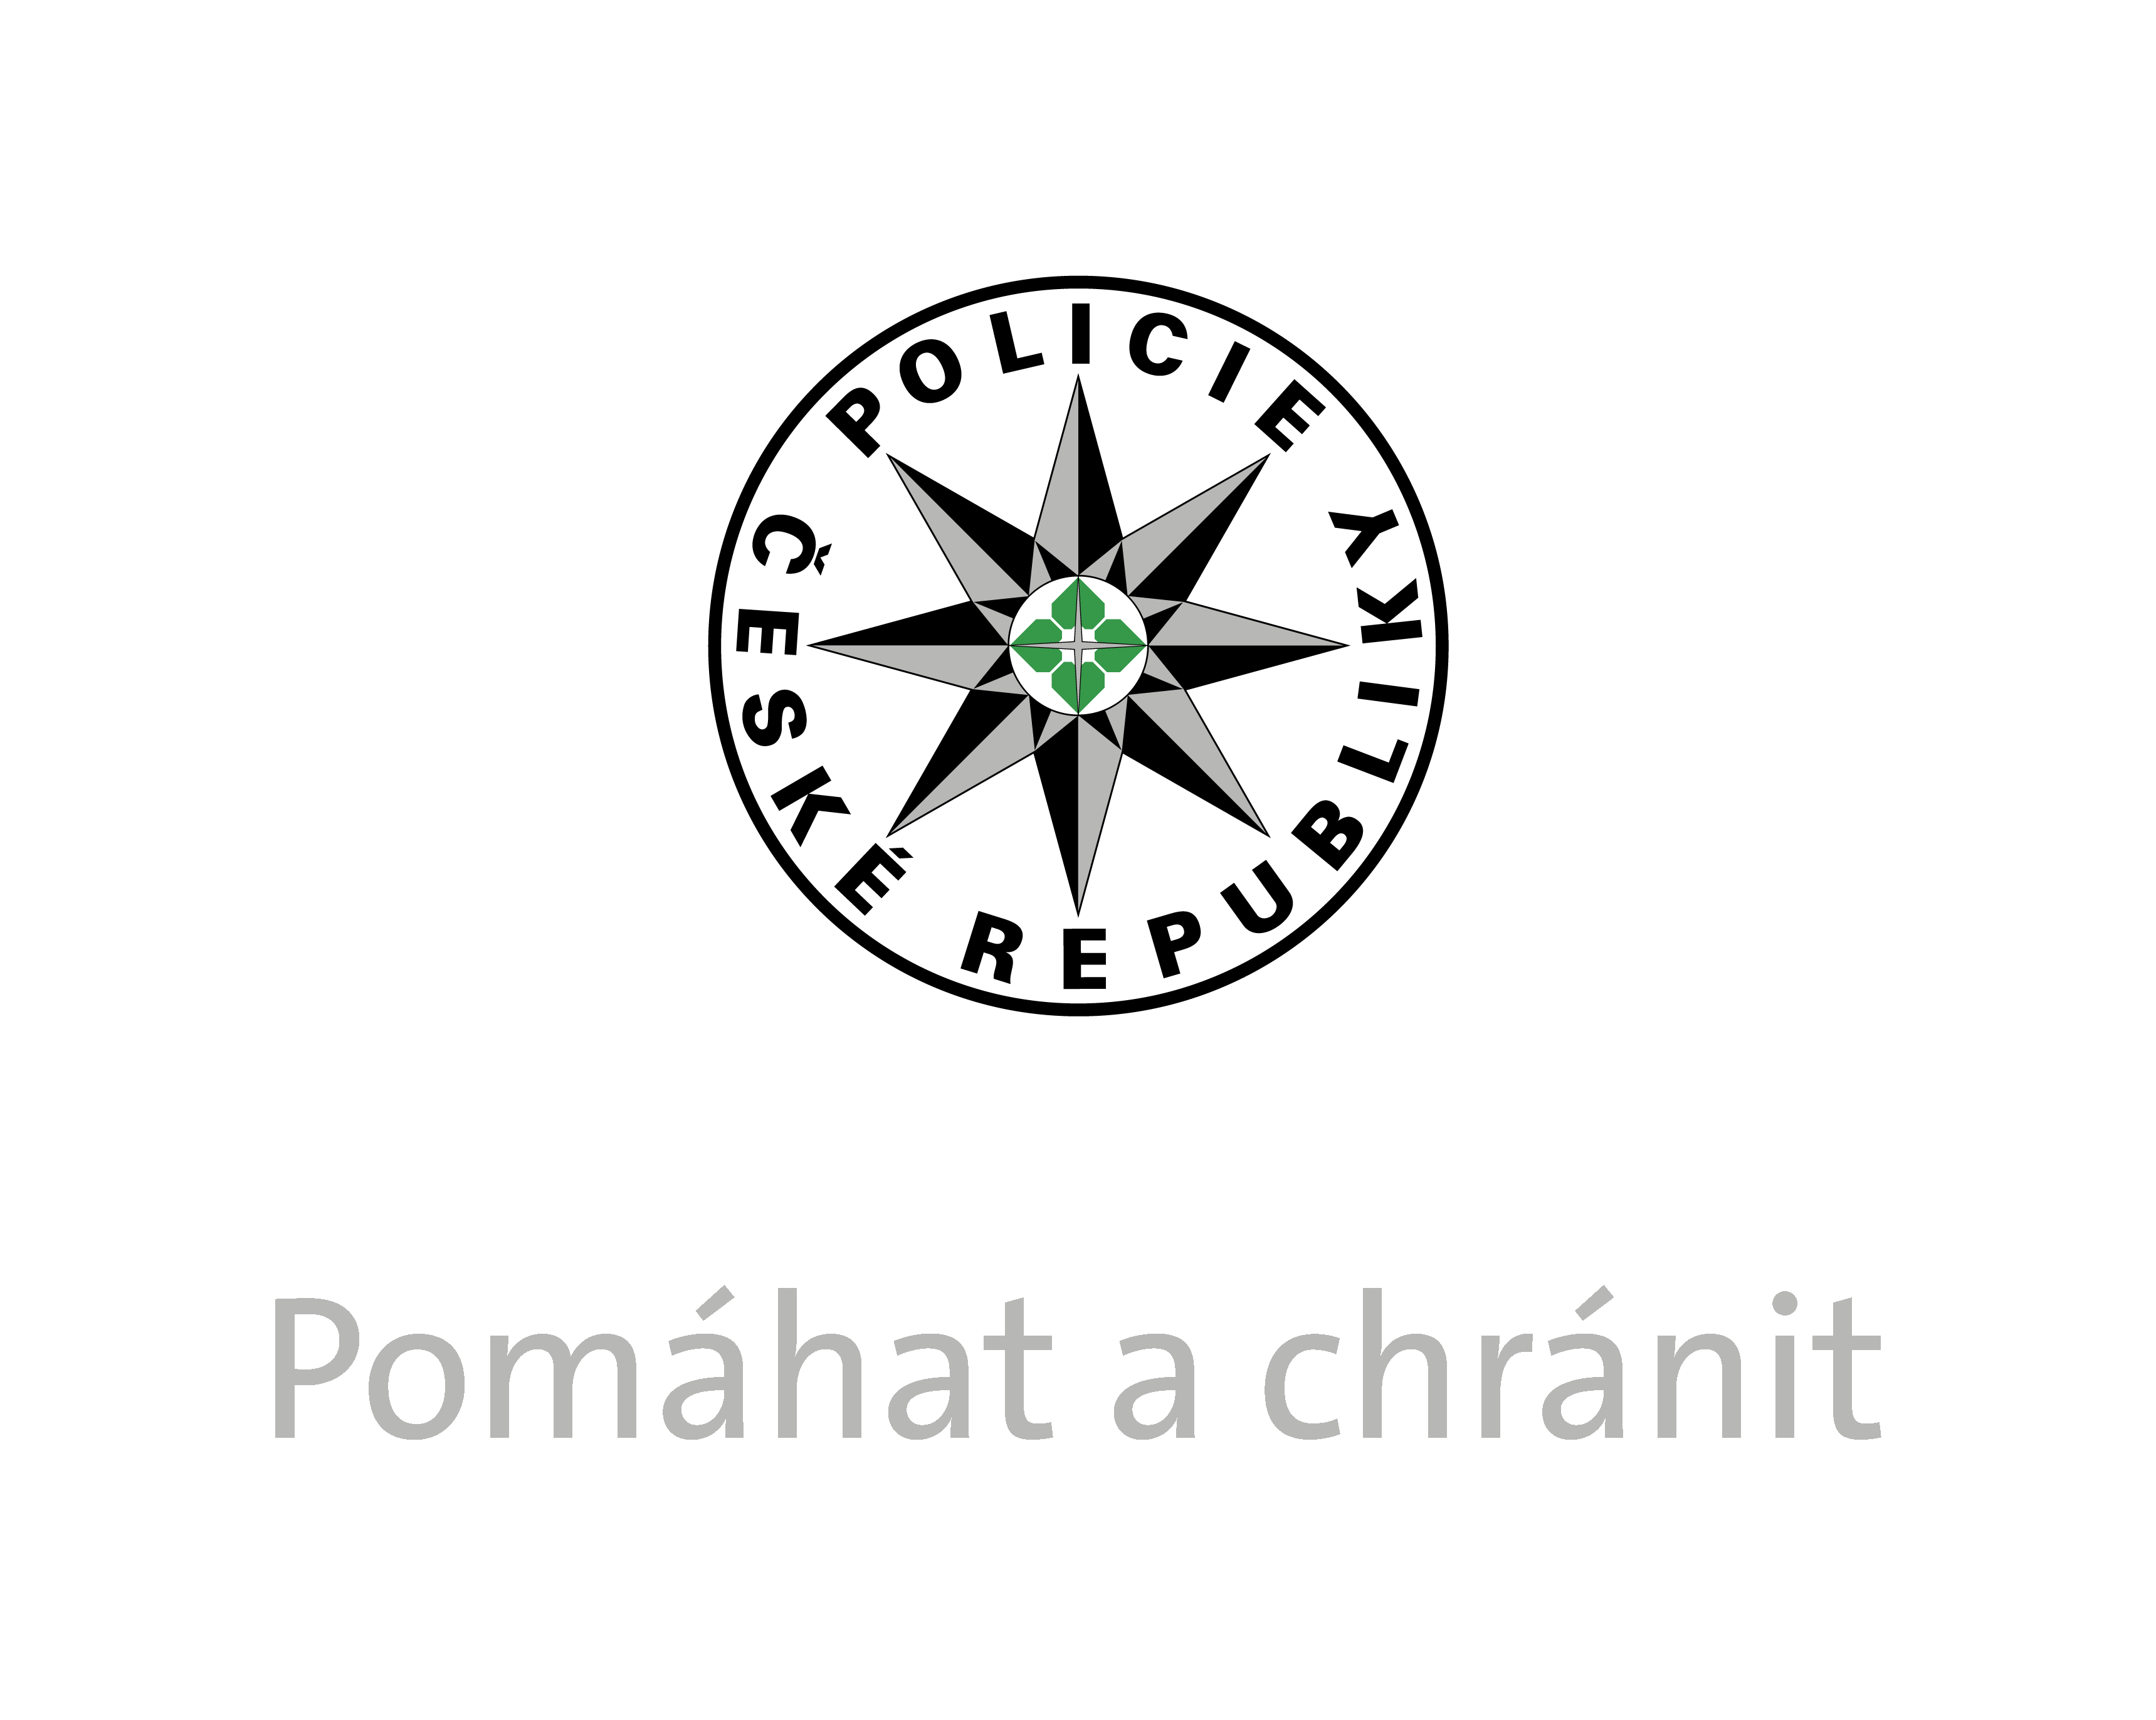 POLICIE
ČESKÉ REPUBLIKY
Pomáhat a chránit